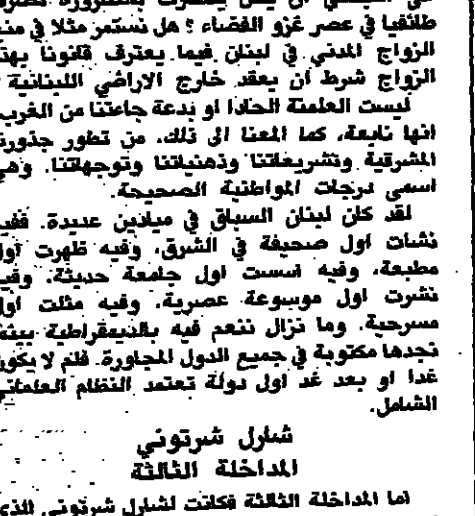 طائفيا في عصر غزو الفضاء ؟ هل نستمر مثلا في منع
الزواج المدني في لبنان فيما يعترف قانونا بهذا
الزواج شرط ان يعقد خارج الاراضي اللبنانية
ليست العلمنة الحادا او بدعة جاءتنا من الغرب
انها نابعة، كما المعنا الى ذلك، من تطور جذورنا
المشرقية وتشريعاتنا وذهنياتنا وتوجهاتنا. وهي
اسمى درجات المواطنية الصحيحة.
لقد كان لبنان السباق في ميادين عديدة. ففيه
نشات اول صحيفة في الشرق، وفيه ظهرت اول
مطبعة، وفيه اسست اول جامعة حديثة، وفيه
نشرت اول موسوعة عصرية، وفيه مثلت اول
مسرحية. وما نزال ننعم فيه بالديمقراطية بينما
نجدها مكتوبة في جميع الدول المجاورة. فلم لا يكون
غدا او بعد غد اول دولة تعتمد النظام العلماني
الشامل.
شارل شرتوني
المداخلة الثالثة
اما المداخلة الثالثة فكانت لشارل شرتوني الذي